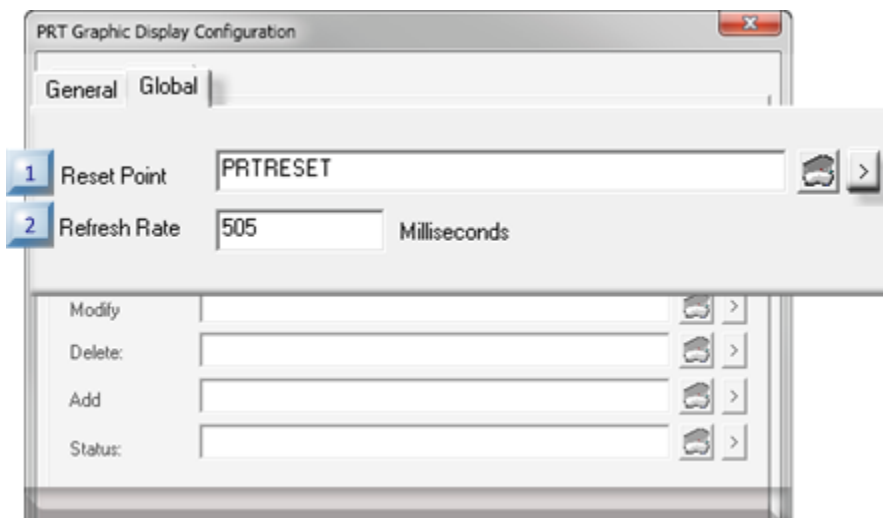 PRT Graphic Display Configuration
General Global
1 Reset Point PRTRESET >
2 Refresh Rate 505 Milliseconds
Modify >
Delete: >
Add >
Status: >